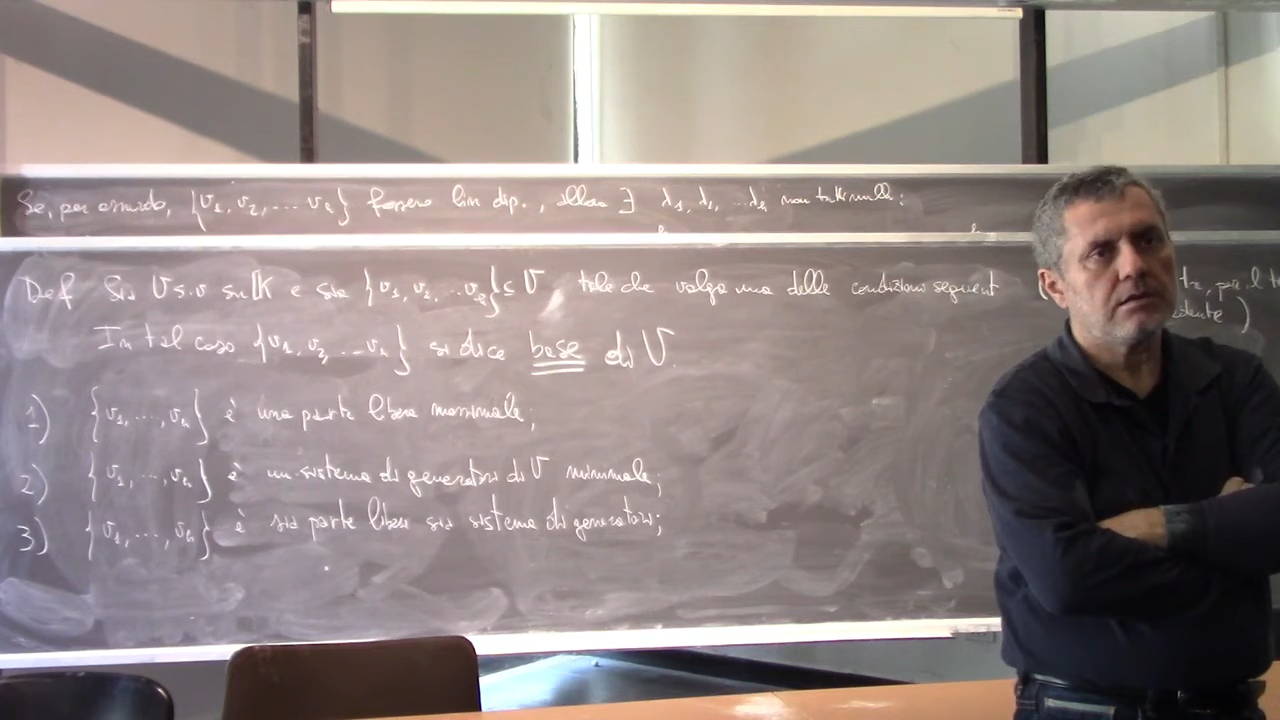 Se, per assurdo, {v₁, v₂, ... vₙ} fossero lin dip., allora ∃ λ₁, λ₂, ... non tutti nulli:
Def Sia V s.v su K e sia {v₁, v₂, ... vₙ} ⊆ V tale che valga una delle condizioni seguenti ( , per il
In tal caso {v₁, v₂, ... vₙ} si dice base di V. )
1) {v₁, ..., vₙ} è una parte libera massimale;
2) {v₁, ..., vₙ} è un sistema di generatori di V minimale;
3) {v₁, ..., vₙ} è sia parte libera sia sistema di generatori;